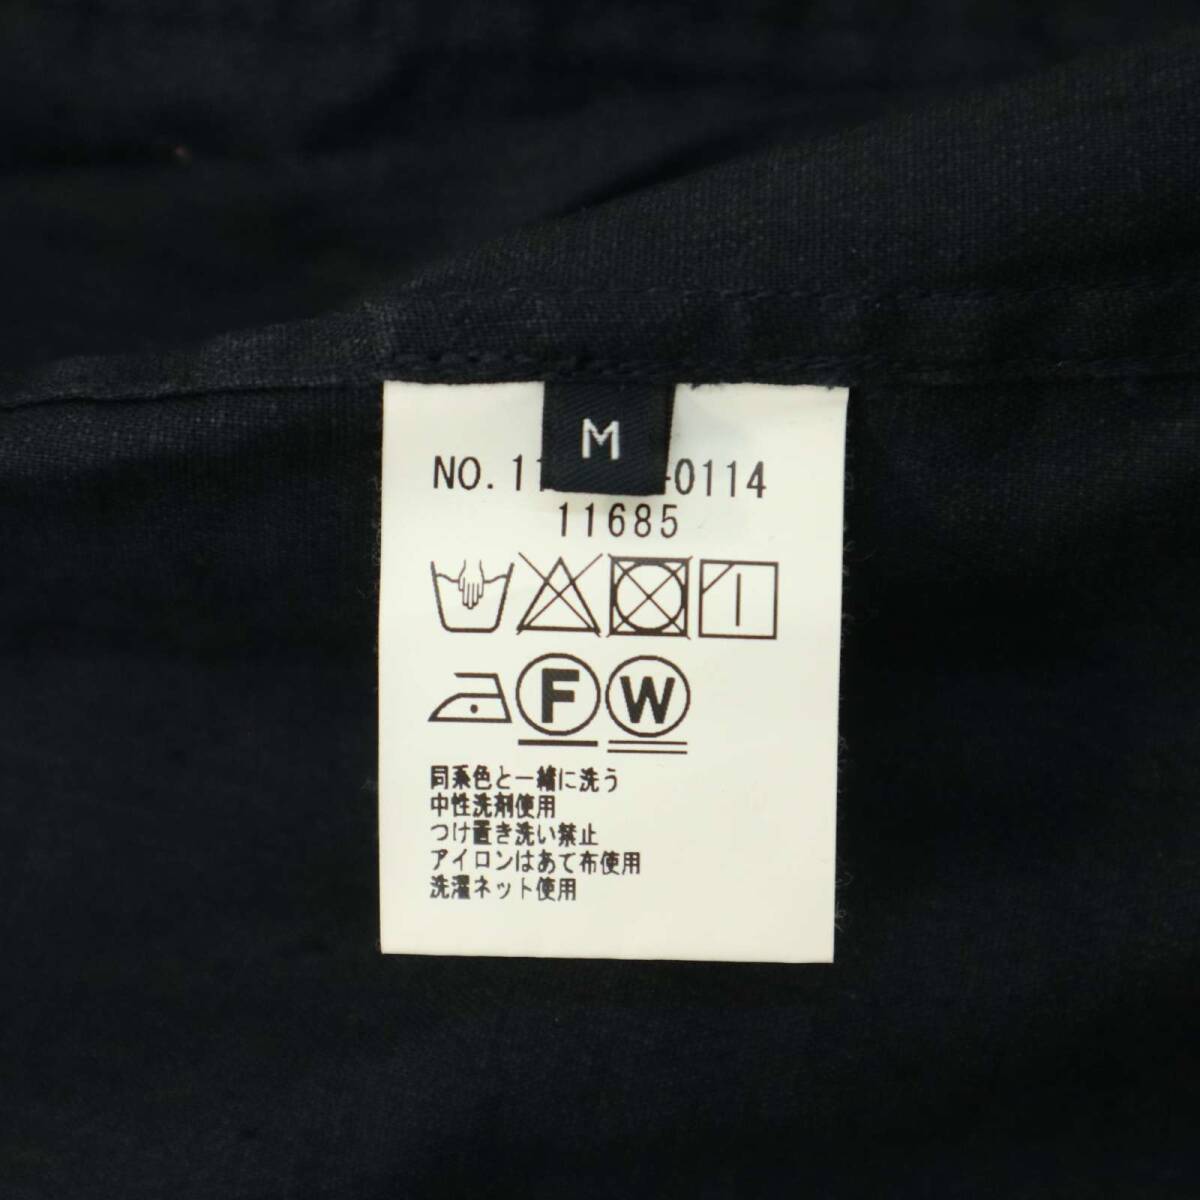 M
NO. 11 -0114
11685
F W
同系色と一緒に洗う
中性洗剤使用
つけ置き洗い禁止
アイロンはあて布使用
洗濯ネット使用